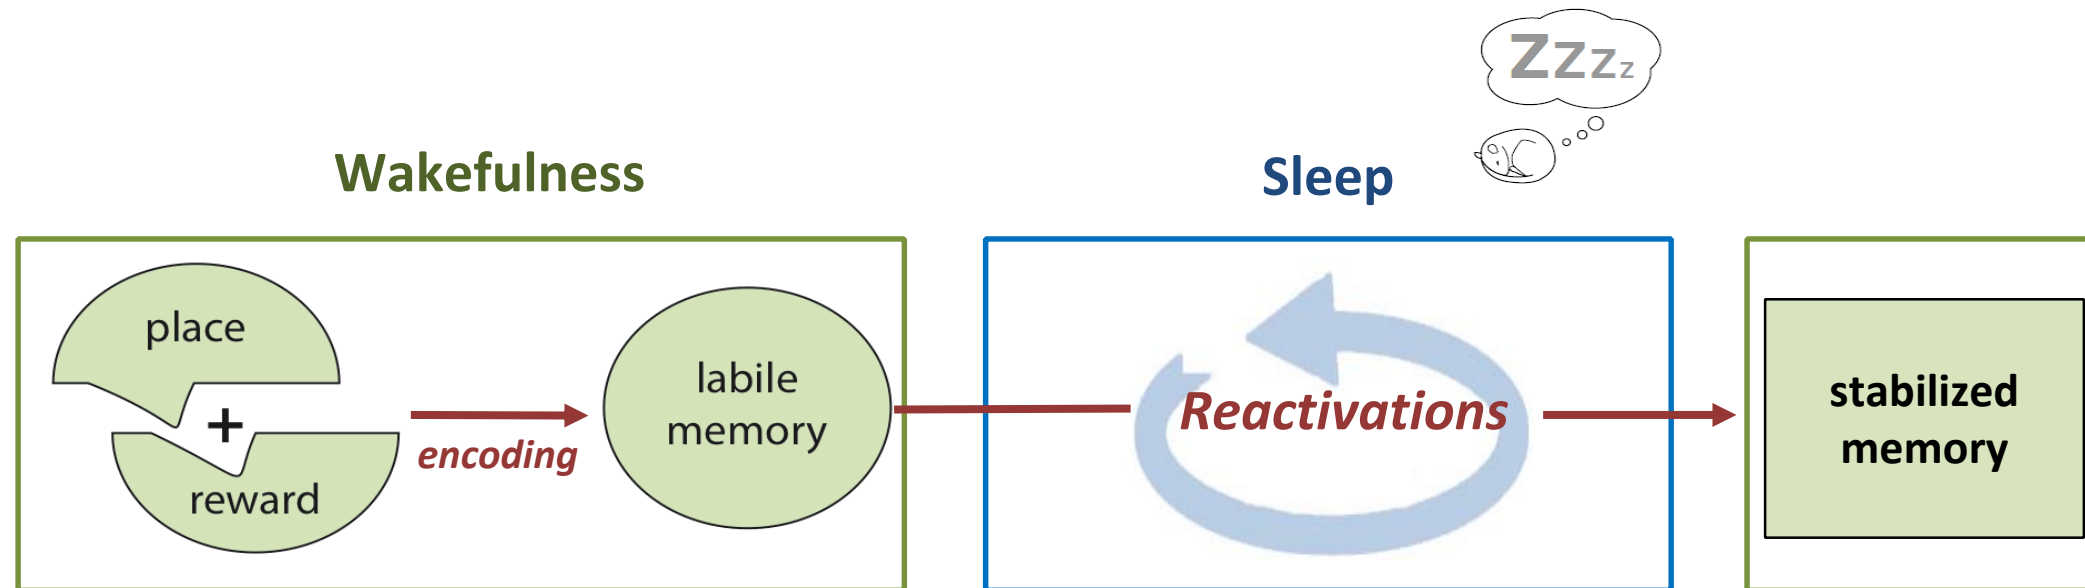 ZZZz
Wakefulness
Sleep
place
+
reward
encoding
labile
memory
Reactivations
stabilized
memory